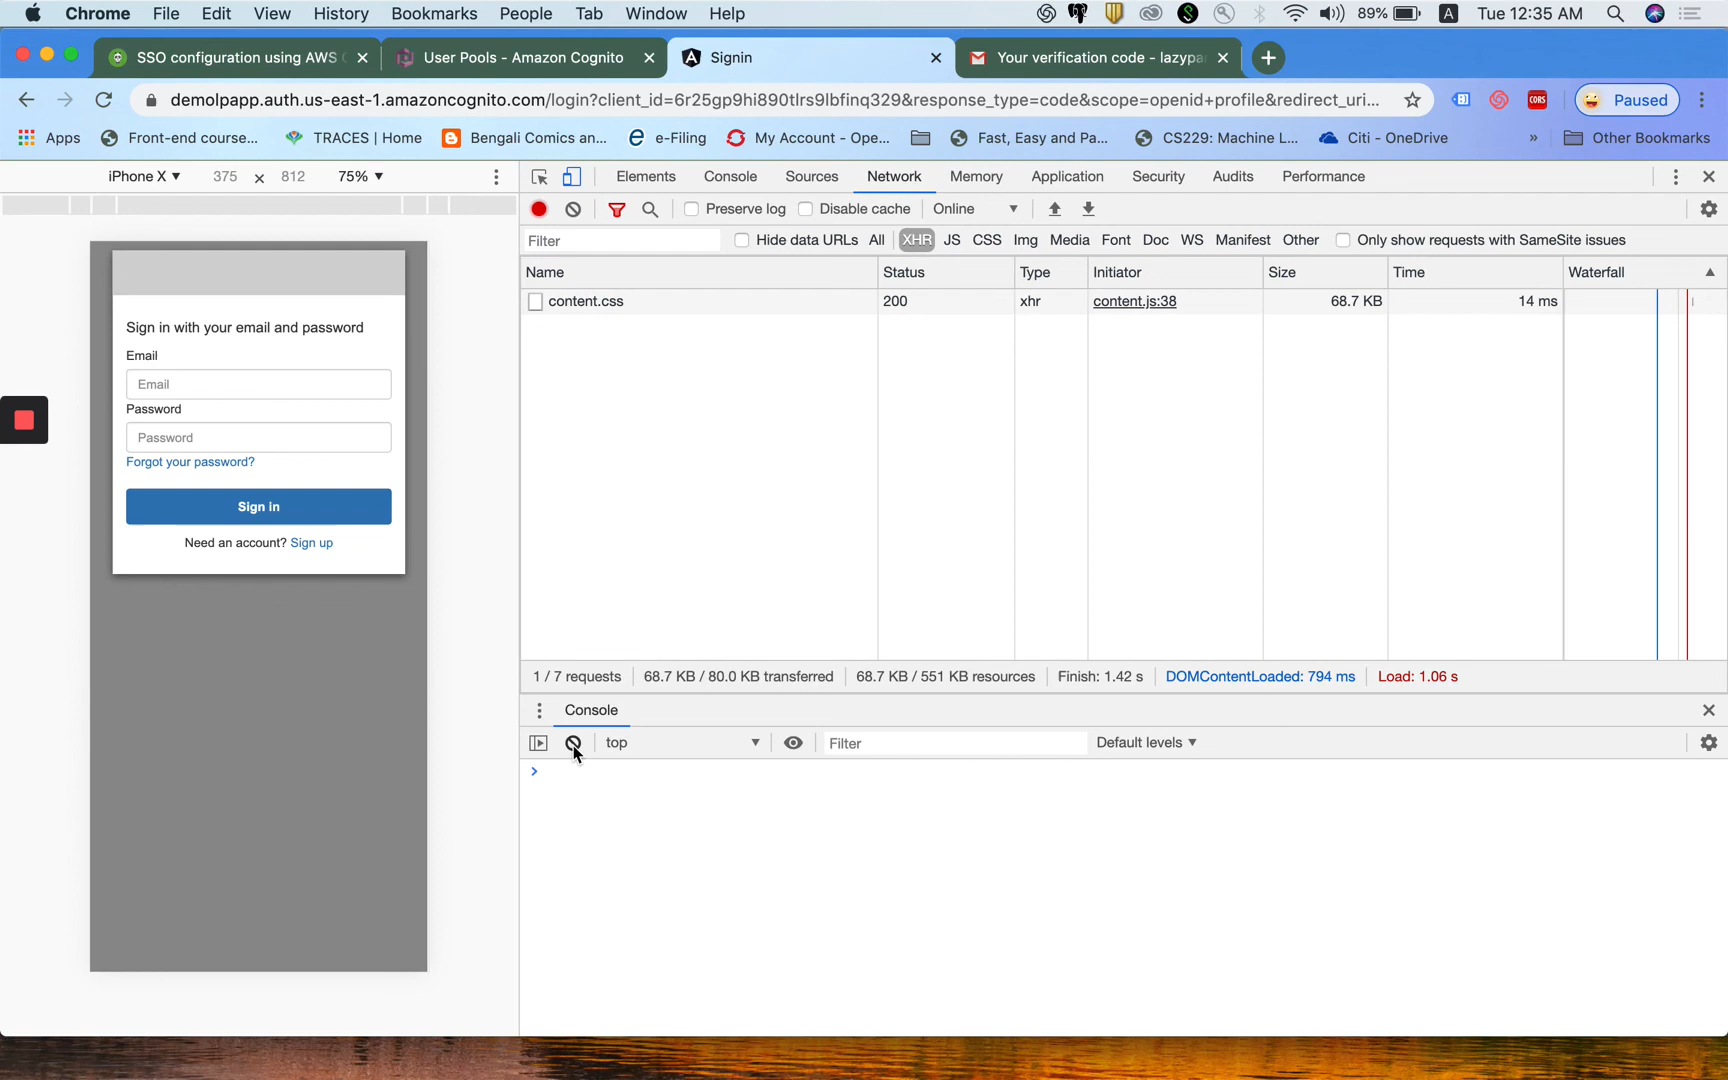 Chrome File Edit View History Bookmarks People Tab Window Help 89% A Tue 12:35 AM
SSO configuration using AWS User Pools - Amazon Cognito Signin Your verification code - lazypa
demolpapp.auth.us-east-1.amazoncognito.com/login?client_id=6r25gp9hi890tlrs9lbfinq329&response_type=code&scope=openid+profile&redirect_uri... CORS Paused
Apps Front-end course... TRACES | Home Bengali Comics an... e-Filing My Account - Ope... Fast, Easy and Pa... CS229: Machine L... Citi - OneDrive » Other Bookmarks
iPhone X 375 × 812 75%
Elements Console Sources Network Memory Application Security Audits Performance
Preserve log Disable cache Online
Filter Hide data URLs All XHR JS CSS Img Media Font Doc WS Manifest Other Only show requests with SameSite issues
Name Status Type Initiator Size Time Waterfall
content.css 200 xhr content.js:38 68.7 KB 14 ms
Sign in with your email and password
Email
Email
Password
Password
Forgot your password?
Sign in
Need an account? Sign up
1 / 7 requests 68.7 KB / 80.0 KB transferred 68.7 KB / 551 KB resources Finish: 1.42 s DOMContentLoaded: 794 ms Load: 1.06 s
Console
top Filter Default levels